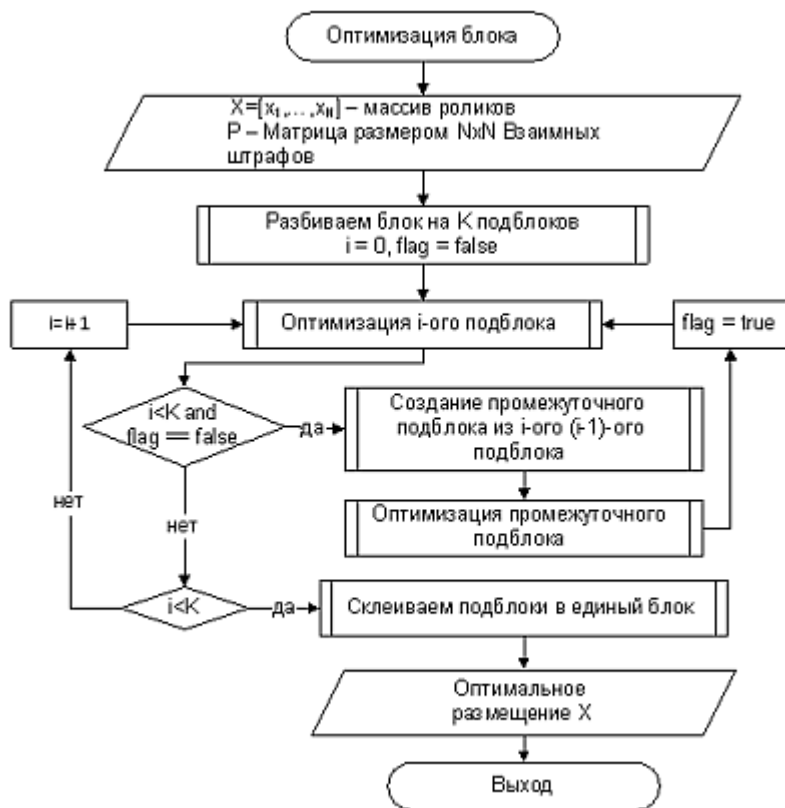 Оптимизация блока
X=[x₁,...,xₙ] – массив роликов
P – Матрица размером NxN Взаимных
штрафов
Разбиваем блок на K подблоков
i = 0, flag = false
i=i+1
Оптимизация i-ого подблока
flag = true
i<K and
flag == false
да
Создание промежуточного
подблока из i-ого (i-1)-ого
подблока
нет
нет
Оптимизация промежуточного
подблока
i<K
да
Склеиваем подблоки в единый блок
Оптимальное
размещение X
Выход